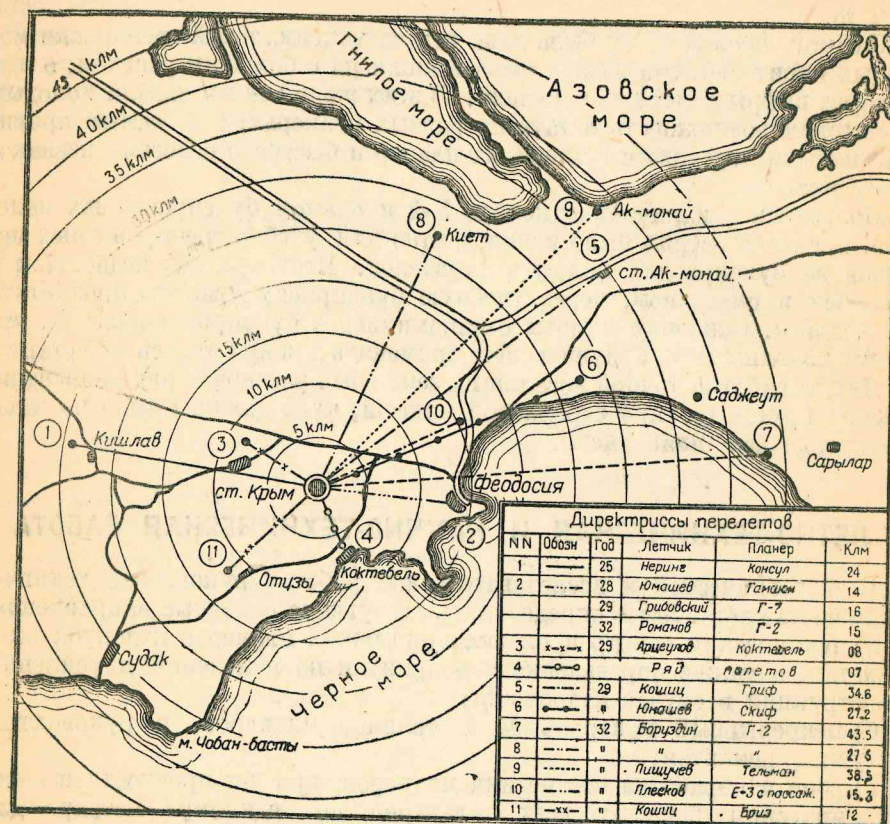 Гнилое море
Азовское
море
43.5 клм
40 клм
35 клм
30 клм
15 клм
10 клм
5 клм
8
Киет
9
Ак-монай
5
ст. Ак-монай
1
Кишлав
3
10
6
Саджеут
7
Сарылар
ст. Крым
Феодосия
2
4
Коктебель
11
Отузы
Судак
Черное море
м. Чобан-басты
Директриссы перелетов
NN Обозн Год Летчик Планер Клм
1 25 Неринг Консул 24
2 28 Юмашев 14
29 Грибовский Г-7 16
32 Романов Г-2 15
3 29 Арцеулов Коктебель 08
4 Ряд полетов 07
5 29 Кошиц Гриф 34.6
6 " Юмашев Скиф 27,2
7 32 Боруздин Г-2 43.5
8 " " " 27 6
9 " Пищучев Тельман 38,5
10 " Плесков Е-3 с пассаж. 15.3
11 " Кошиц Бриз 12